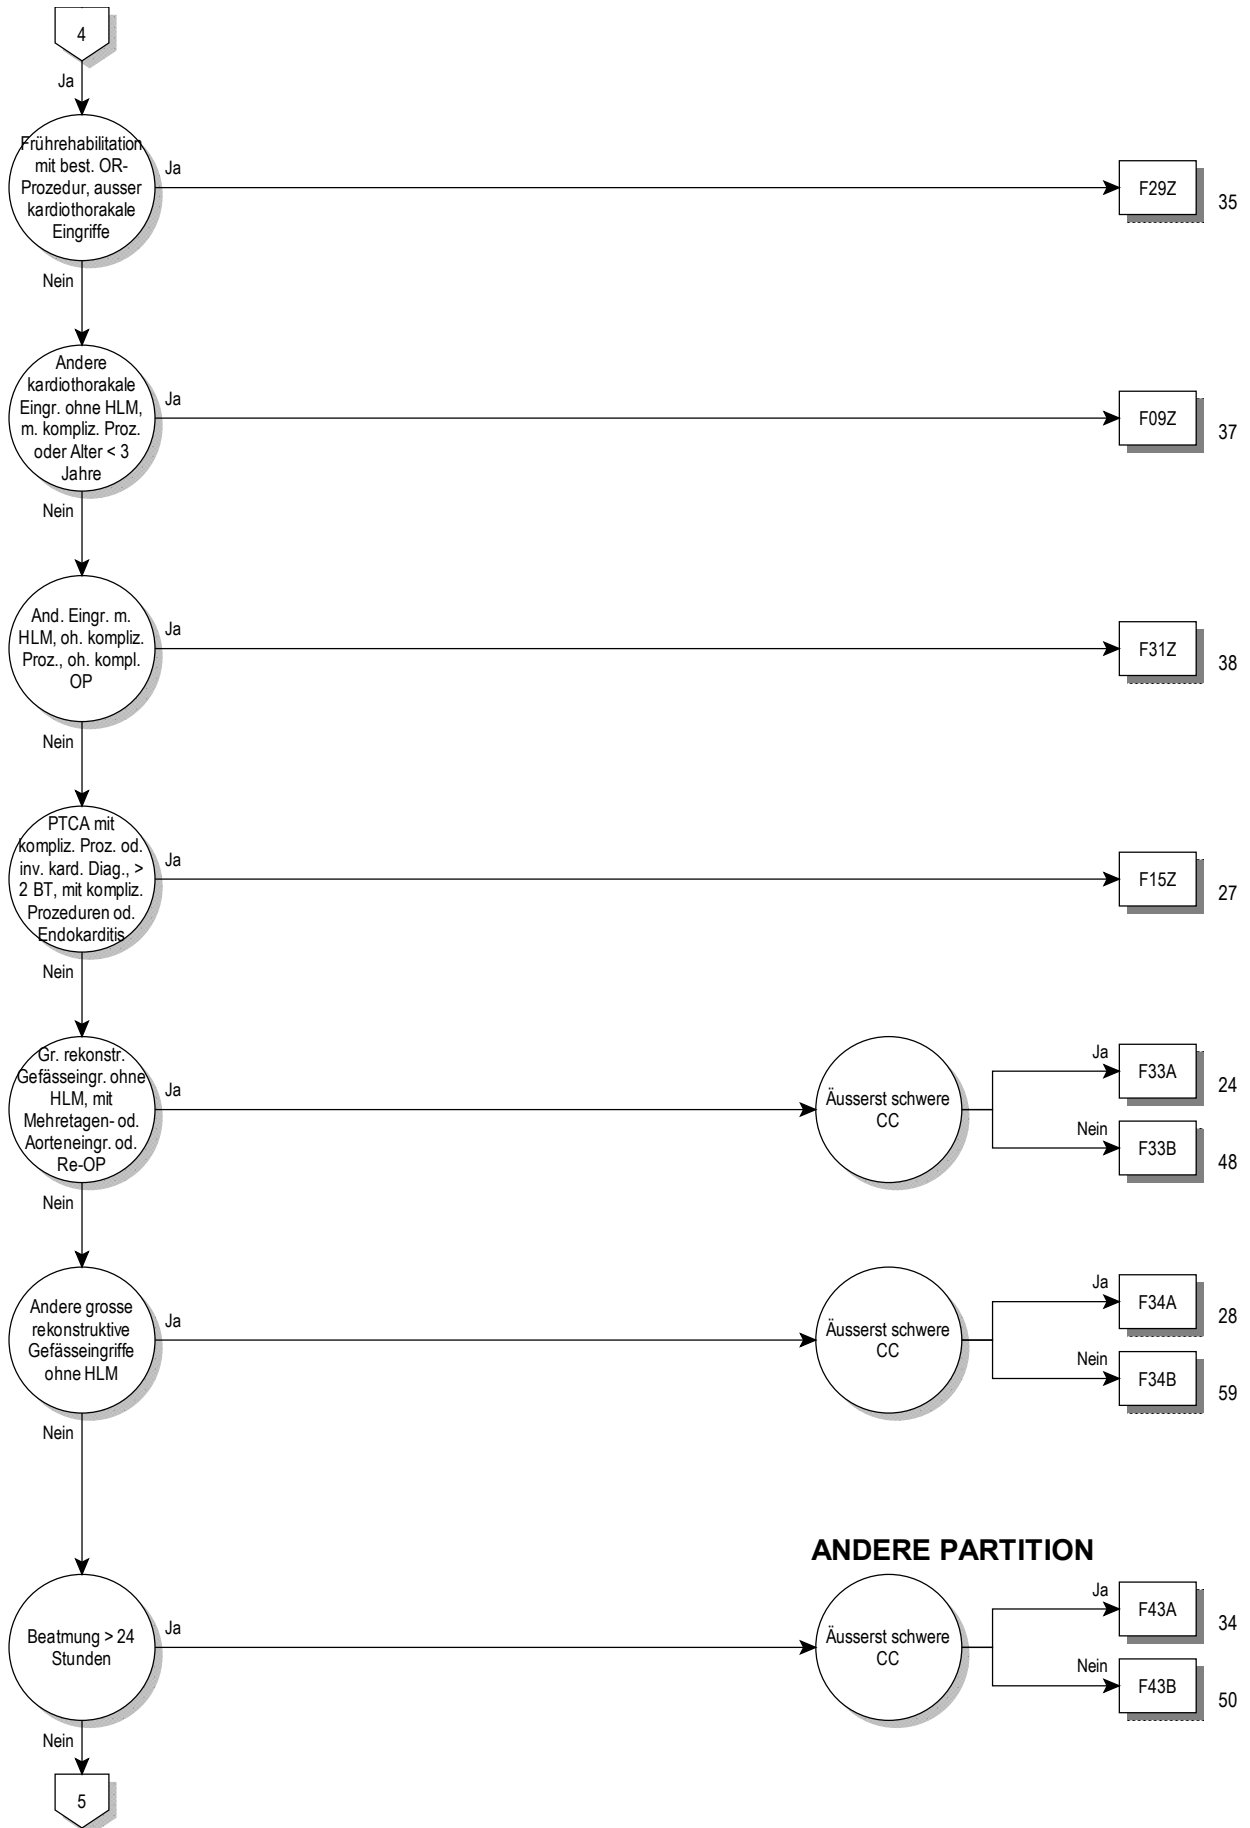 4
Ja
Frührehabilitation
mit best. OR-
Prozedur, ausser
kardiothorakale
Eingriffe
Ja
F29Z
35
Nein
Andere
kardiothorakale
Eingr. ohne HLM,
m. kompliz. Proz.
oder Alter < 3
Jahre
Ja
F09Z
37
Nein
And. Eingr. m.
HLM, oh. kompliz.
Proz., oh. kompl.
OP
Ja
F31Z
38
Nein
PTCA mit
kompliz. Proz. od.
inv. kard. Diag., >
2 BT, mit kompliz.
Prozeduren od.
Endokarditis
Ja
F15Z
27
Nein
Gr. rekonstr.
Gefässeingr. ohne
HLM, mit
Mehretagen- od.
Aorteneingr. od.
Re-OP
Ja
Äusserst schwere
CC
Ja
F33A
24
Nein
F33B
48
Nein
Andere grosse
rekonstruktive
Gefässeingriffe
ohne HLM
Ja
Äusserst schwere
CC
Ja
F34A
28
Nein
F34B
59
Nein
ANDERE PARTITION
Beatmung > 24
Stunden
Ja
Äusserst schwere
CC
Ja
F43A
34
Nein
F43B
50
Nein
5